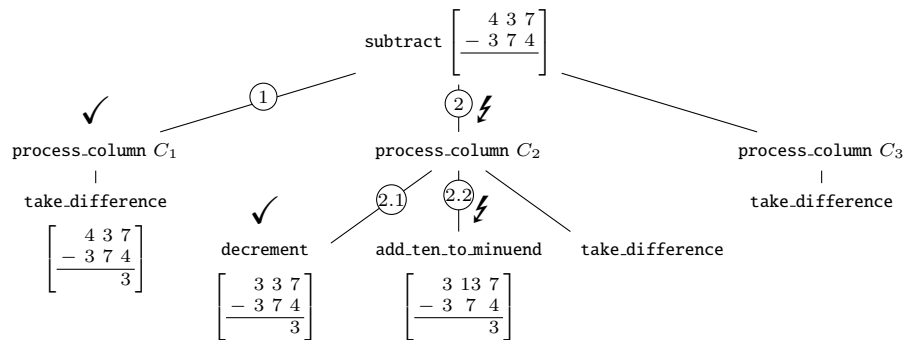 4 3 7
subtract − 3 7 4
1 2
process_column C1 process_column C2 process_column C3
take_difference 2.1 2.2 take_difference
decrement add_ten_to_minuend take_difference
4 3 7
− 3 7 4
3
3 3 7
− 3 7 4
3
3 13 7
− 3 7 4
3